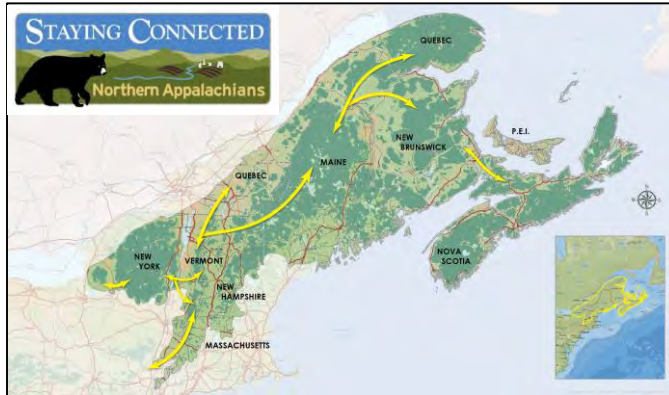 STAYING CONNECTED
Northern Appalachians
QUEBEC
P.E.I.
NEW
BRUNSWICK
MAINE
QUEBEC
NEW
YORK
VERMONT
NOVA
SCOTIA
NEW
HAMPSHIRE
MASSACHUSETTS